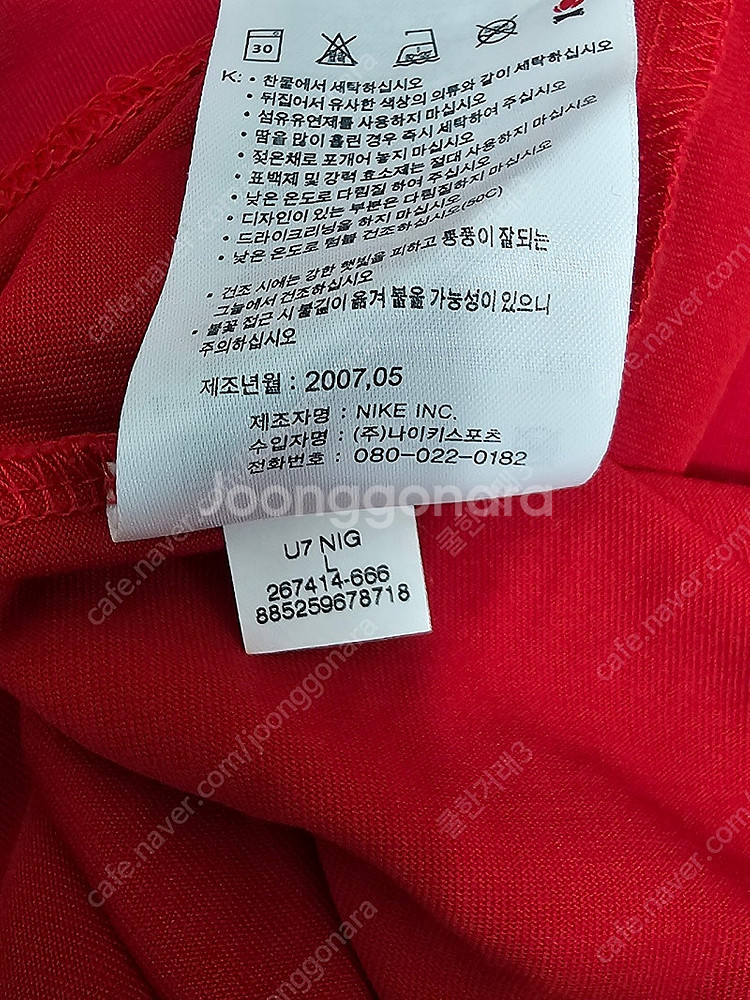 30
K: • 찬물에서 세탁하십시오
• 뒤집어서 유사한 색상의 의류와 같이 세탁하십시오
• 섬유유연제를 사용하지 마십시오
• 땀을 많이 흘린 경우 즉시 세탁하여 주십시오
• 젖은채로 포개어 놓지 마십시오
• 표백제 및 강력 효소제는 절대 사용하지 마십시오
• 낮은 온도로 다림질 하여 주십시오
• 디자인이 있는 부분은 다림질하지 마십시오
• 드라이크리닝을 하지 마십시오
• 낮은 온도로 텀블 건조하십시오(50C)
• 건조 시에는 강한 햇빛을 피하고 통풍이 잘되는
그늘에서 건조하십시오
• 불꽃 접근 시 불길이 옮겨 붙을 가능성이 있으니
주의하십시오
제조년월 : 2007,05
제조자명 : NIKE INC.
수입자명 : (주)나이키스포츠
전화번호 : 080-022-0182
Joonggonara
U7 NIG
L
267414-666
885259678718
cafe.naver.com/joonggonara
쿨한거래3